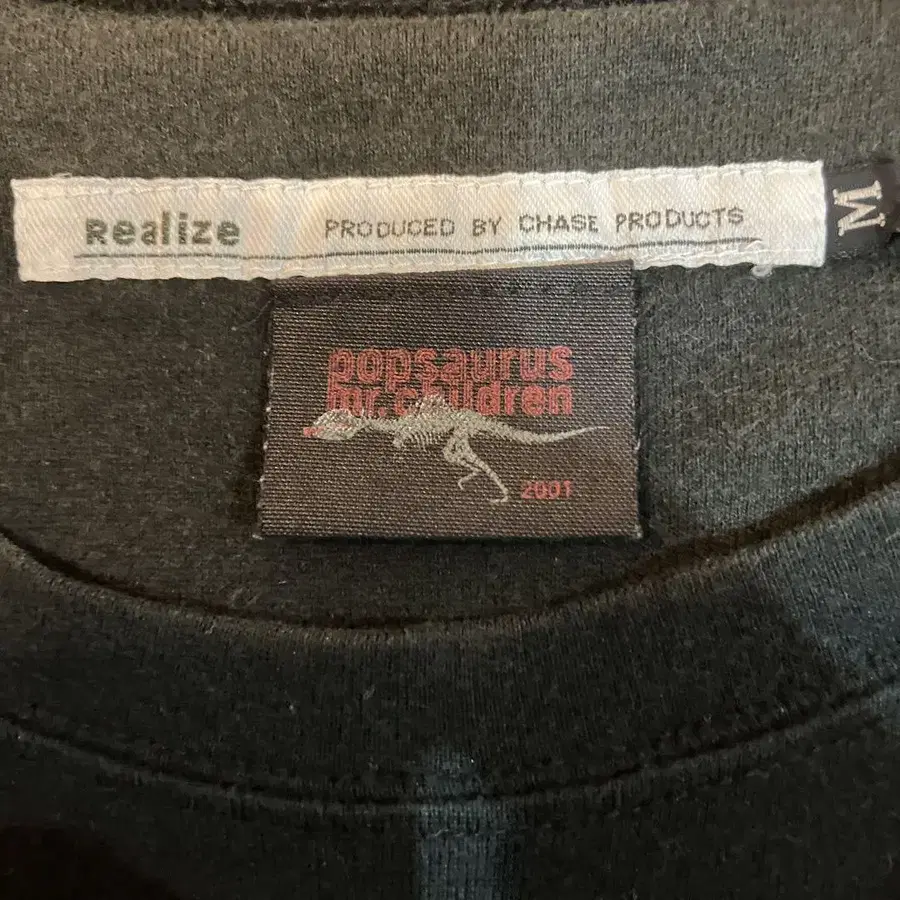 Realize PRODUCED BY CHASE PRODUCTS
M
popsaurus
mr.children
2001